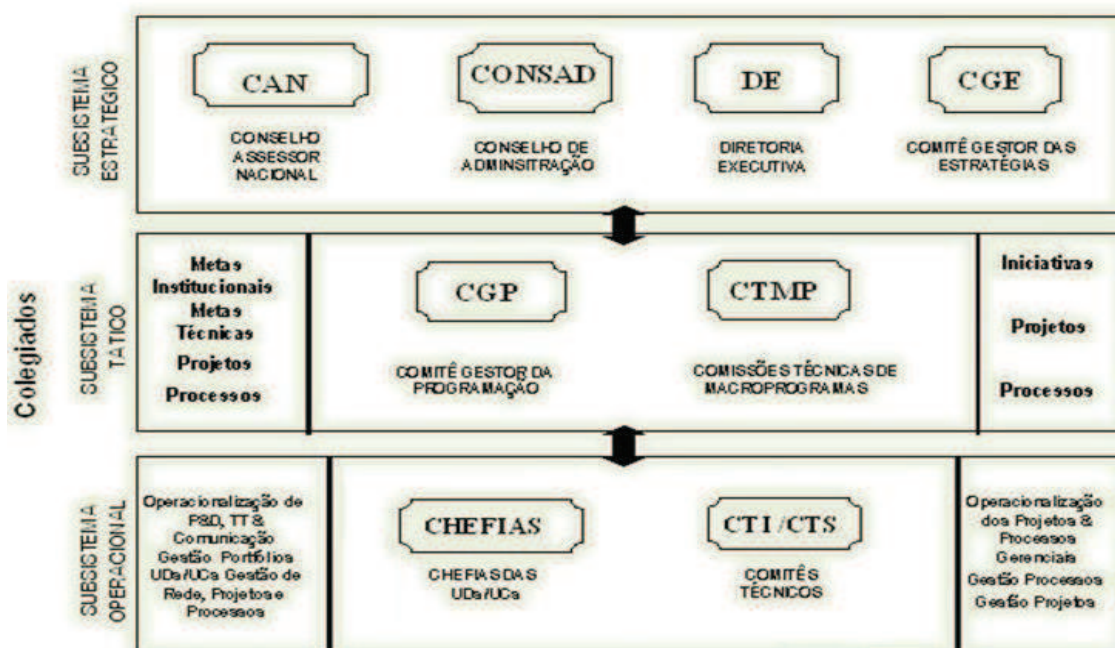 Colegiados
SUBSISTEMA
ESTRATÉGICO
CAN
CONSELHO
ASSESSOR
NACIONAL
CONSAD
CONSELHO DE
ADMINSITRAÇÃO
DE
DIRETORIA
EXECUTIVA
CGE
COMITÊ GESTOR DAS
ESTRATÉGIAS
SUBSISTEMA
TÁTICO
Metas
Institucionais
Metas
Técnicas
Projetos
Processos
CGP
COMITÊ GESTOR DA
PROGRAMAÇÃO
CTMP
COMISSÕES TÉCNICAS DE
MACROPROGRAMAS
Iniciativas
Projetos
Processos
SUBSISTEMA
OPERACIONAL
Operacionalização de
P&D, TT &
Comunicação
Gestão Portfólios
UDs/UCs Gestão de
Rede, Projetos e
Processos
CHEFIAS
CHEFIAS DAS
UDs/UCs
CTI /CTS
COMITÊS
TÉCNICOS
Operacionalização
dos Projetos &
Processos
Gerenciais
Gestão Processos
Gestão Projetos